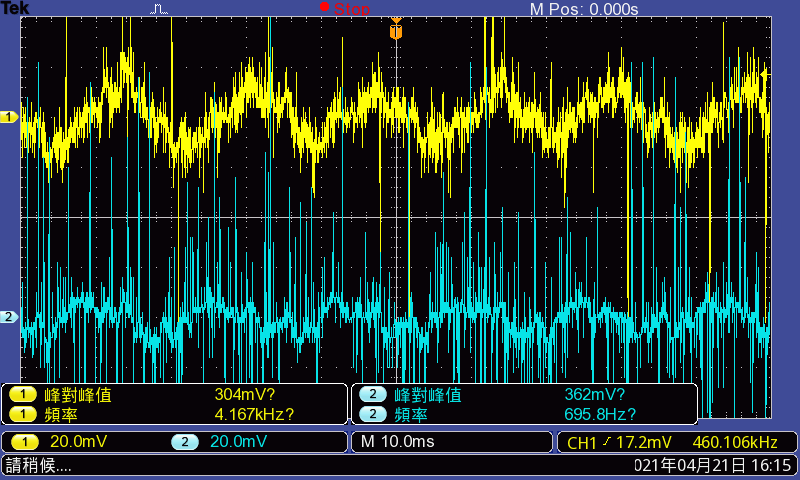 Tek Stop M Pos: 0.000s
T
1
2
1 峰對峰值 304mV? 2 峰對峰值 362mV?
1 頻率 4.167kHz? 2 頻率 695.8Hz?
1 20.0mV 2 20.0mV M 10.0ms CH1 17.2mV 460.106kHz
請稍候.... 021年04月21日 16:15